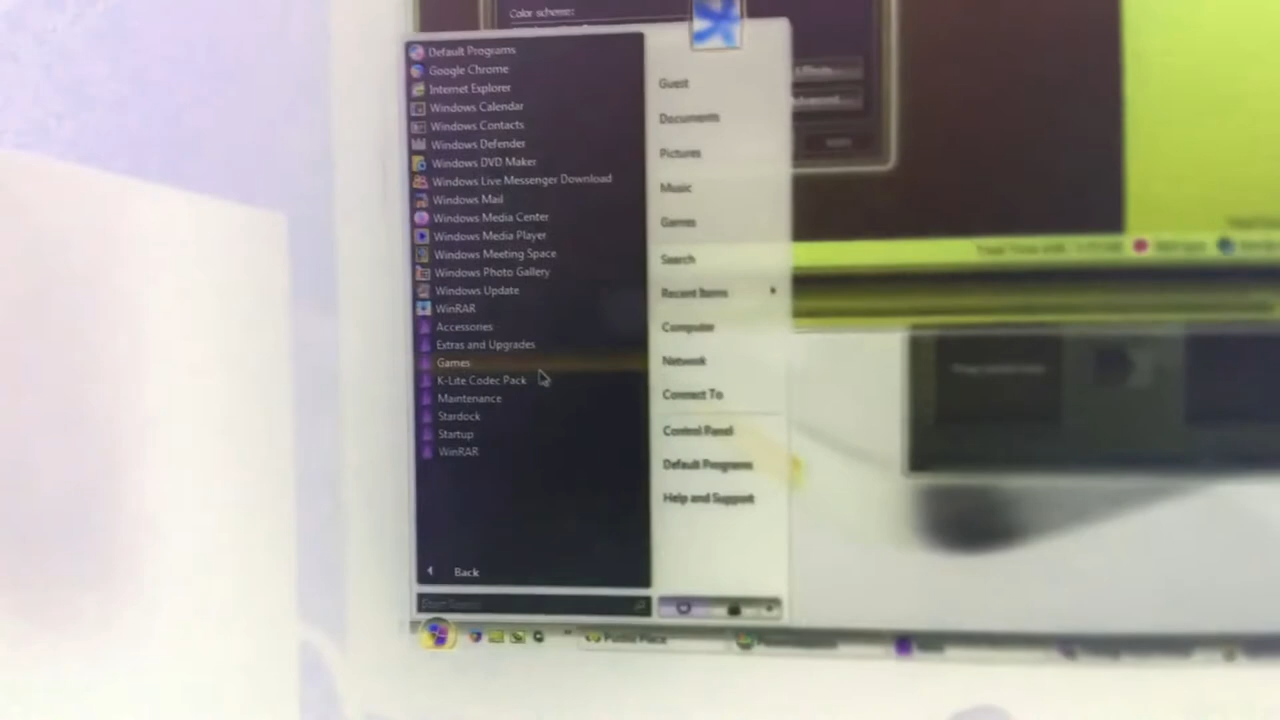 Color scheme:
Default Programs
Google Chrome
Internet Explorer
Windows Calendar
Windows Contacts
Windows Defender
Windows DVD Maker
Windows Live Messenger Download
Windows Mail
Windows Media Center
Windows Media Player
Windows Meeting Space
Windows Photo Gallery
Windows Update
WinRAR
Accessories
Extras and Upgrades
Games
K-Lite Codec Pack
Maintenance
Stardock
Startup
WinRAR
Back
Guest
Documents
Pictures
Music
Games
Search
Recent Items
Computer
Network
Connect To
Control Panel
Default Programs
Help and Support